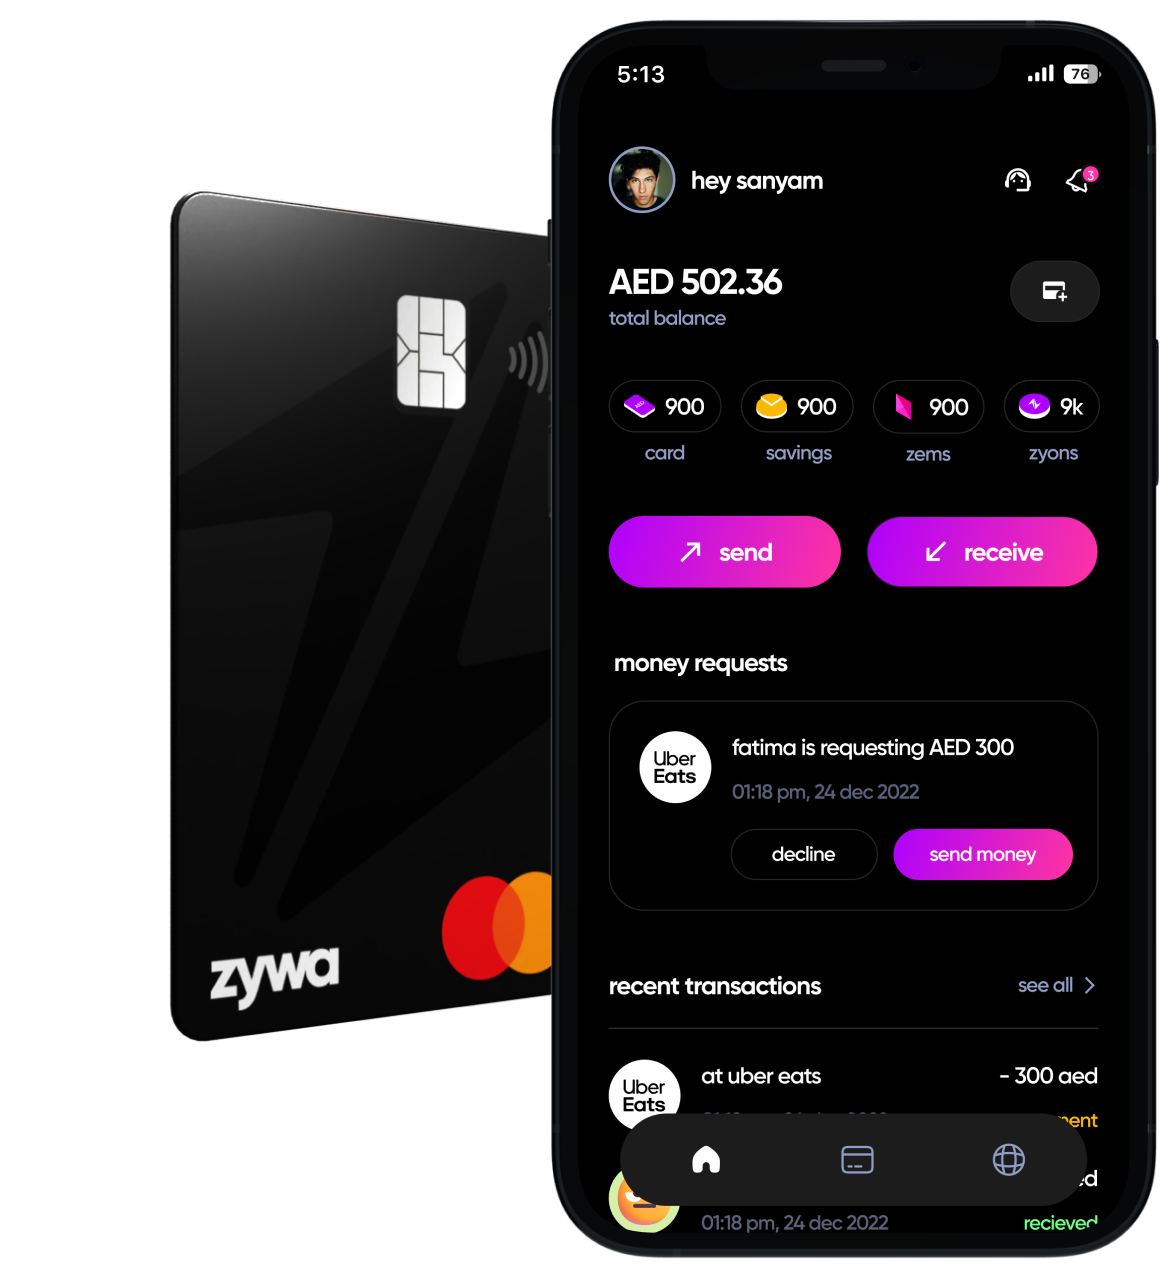 5:13
76
hey sanyam
3
AED 502.36
total balance
900
900
900
9k
card
savings
zems
zyons
send
receive
money requests
Uber
Eats
fatima is requesting AED 300
01:18 pm, 24 dec 2022
decline
send money
recent transactions
see all
Uber
Eats
at uber eats
- 300 aed
01:18 pm, 24 dec 2022
recieved
zywa